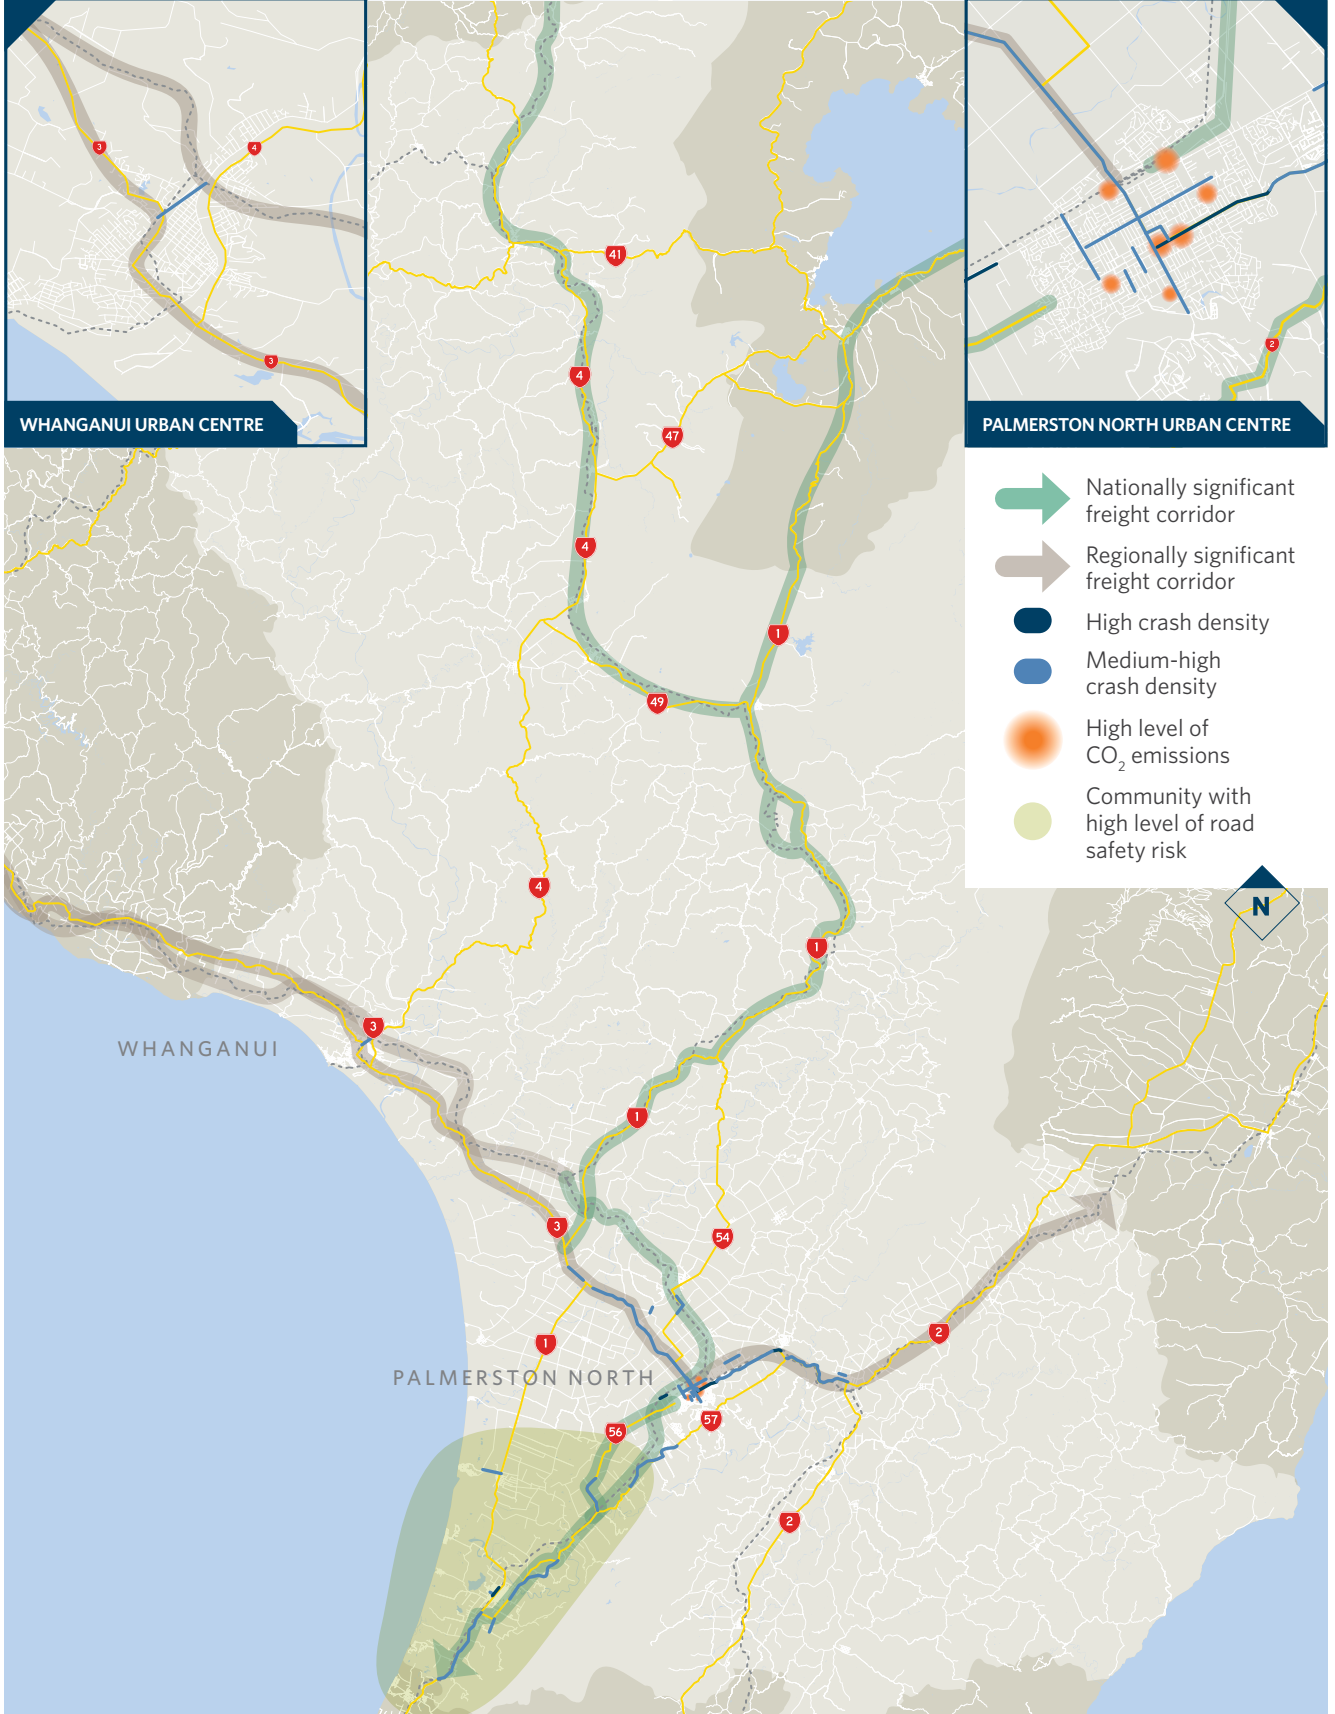 3
4
3
WHANGANUI URBAN CENTRE
2
PALMERSTON NORTH URBAN CENTRE
Nationally significant
freight corridor
Regionally significant
freight corridor
High crash density
Medium-high
crash density
High level of
CO2 emissions
Community with
high level of road
safety risk
N
41
4
47
4
1
49
4
1
3
WHANGANUI
1
3
54
1
2
PALMERSTON NORTH
57
56
2